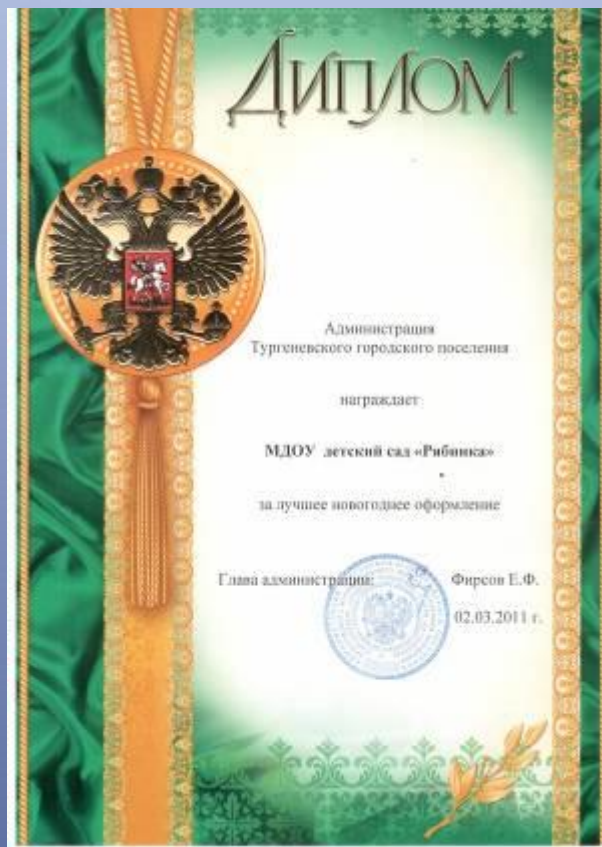 Диплом
Администрация
Тургеневского городского поселения
награждает
МДОУ детский сад «Рябинка»
за лучшее новогоднее оформление
Глава администрации:
Фирсов Е.Ф.
02.03.2011 г.